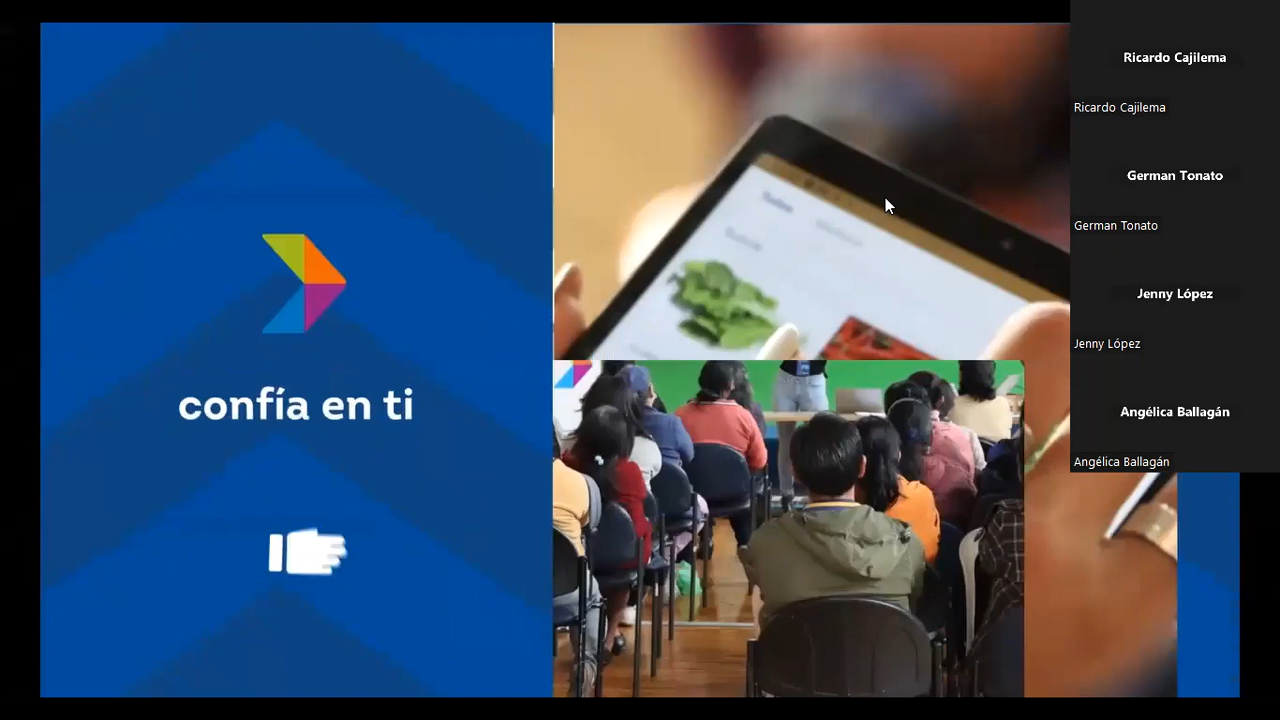 confía en ti
Ricardo Cajilema
Ricardo Cajilema
German Tonato
German Tonato
Jenny López
Jenny López
Angélica Ballagán
Angélica Ballagán